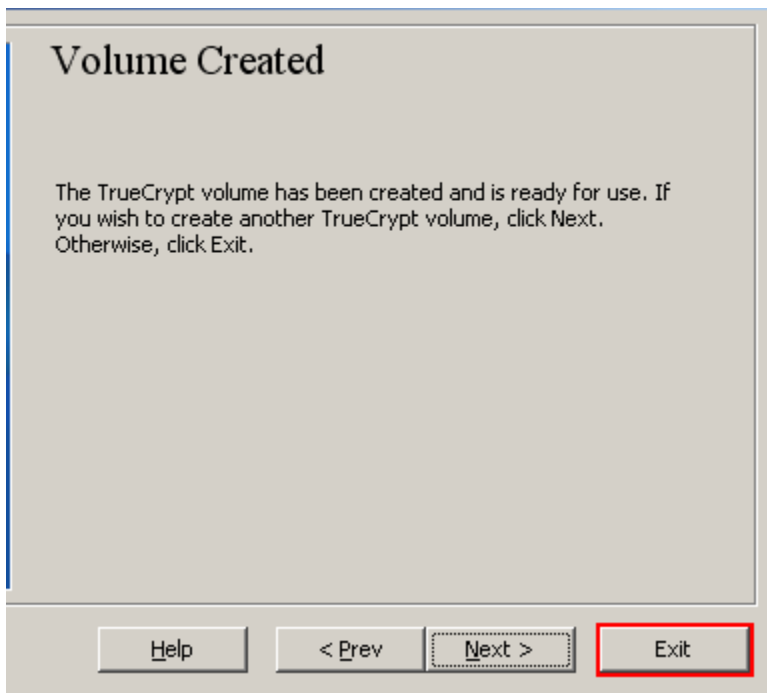 Volume Created
The TrueCrypt volume has been created and is ready for use. If
you wish to create another TrueCrypt volume, click Next.
Otherwise, click Exit.
Help
< Prev
Next >
Exit